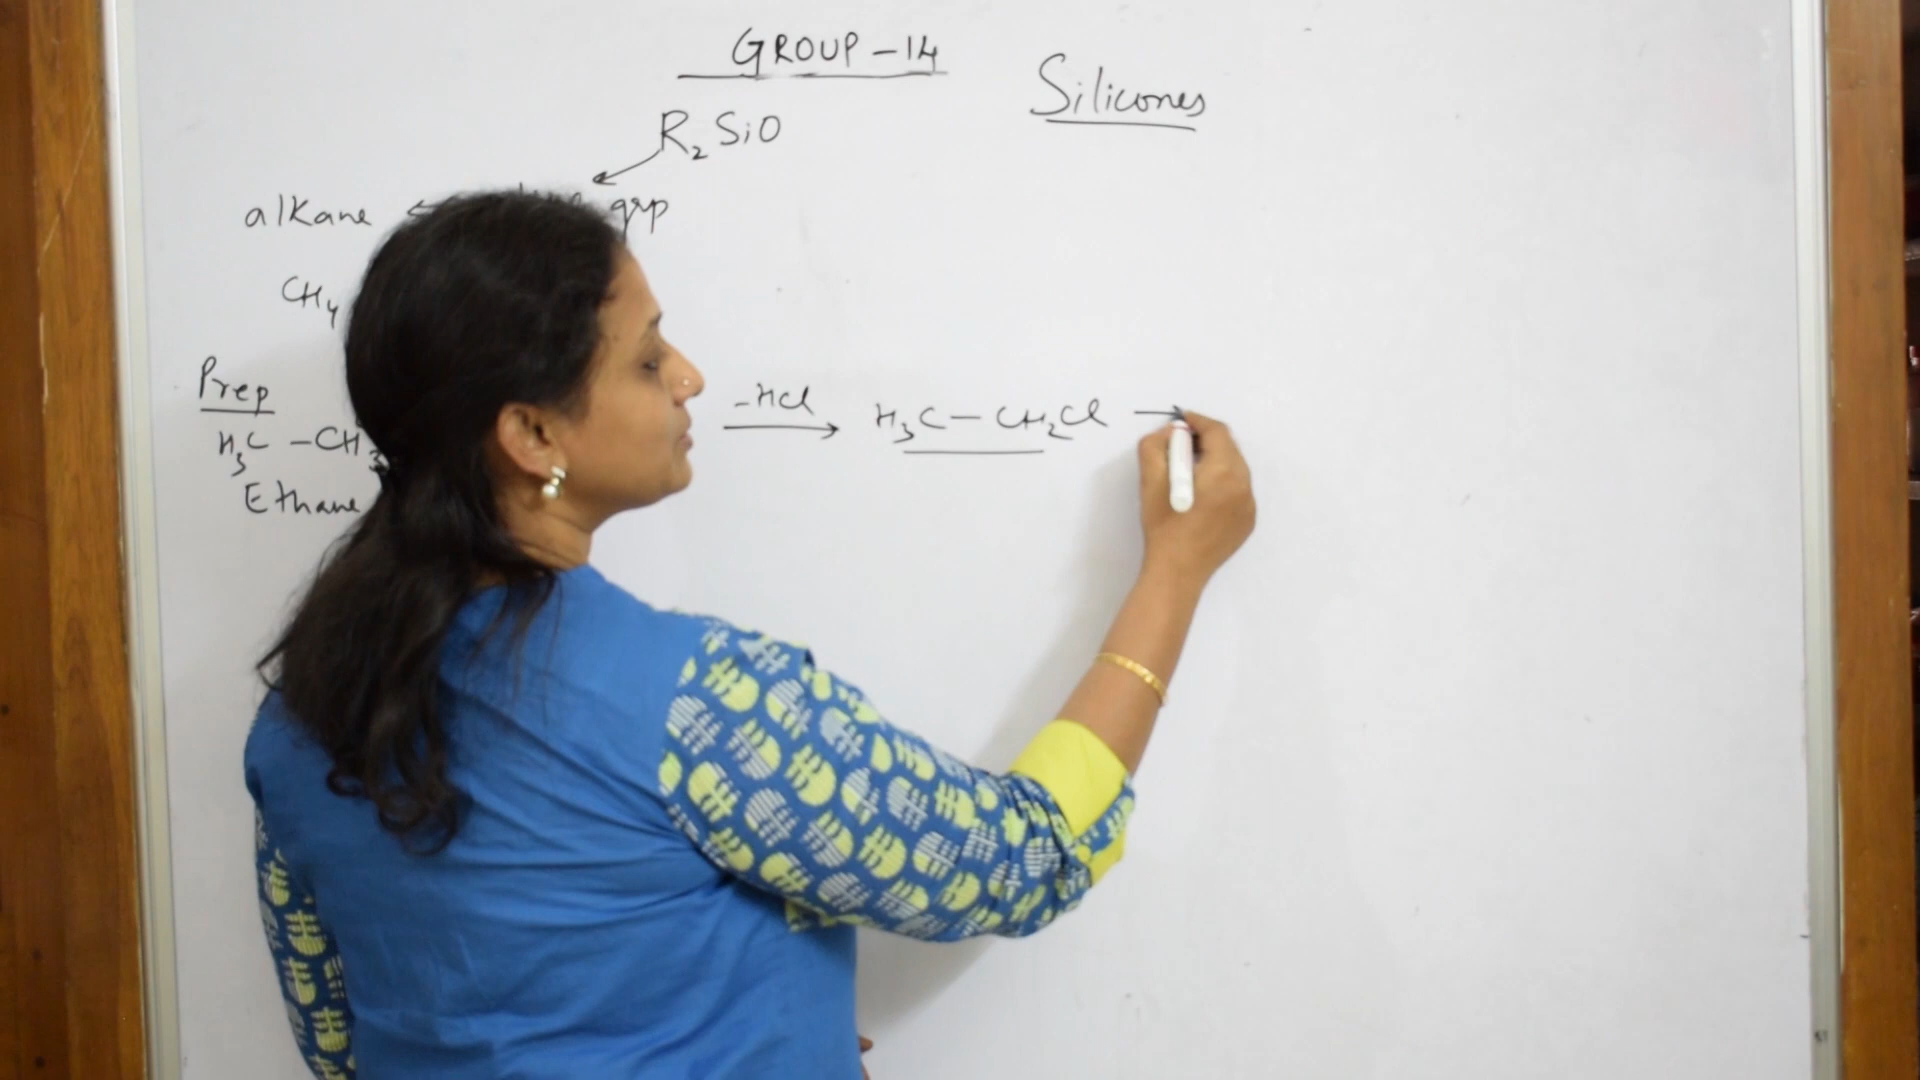 GROUP-14
Silicones
R₂SiO
alkane ← grp
CH₄
Prep
H₃C -CH₃
Ethane
-HCl → H₃C-CH₂Cl →